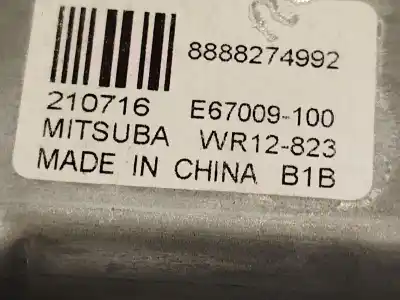 8888274992
210716 E67009-100
MITSUBA WR12-823
MADE IN CHINA B1B